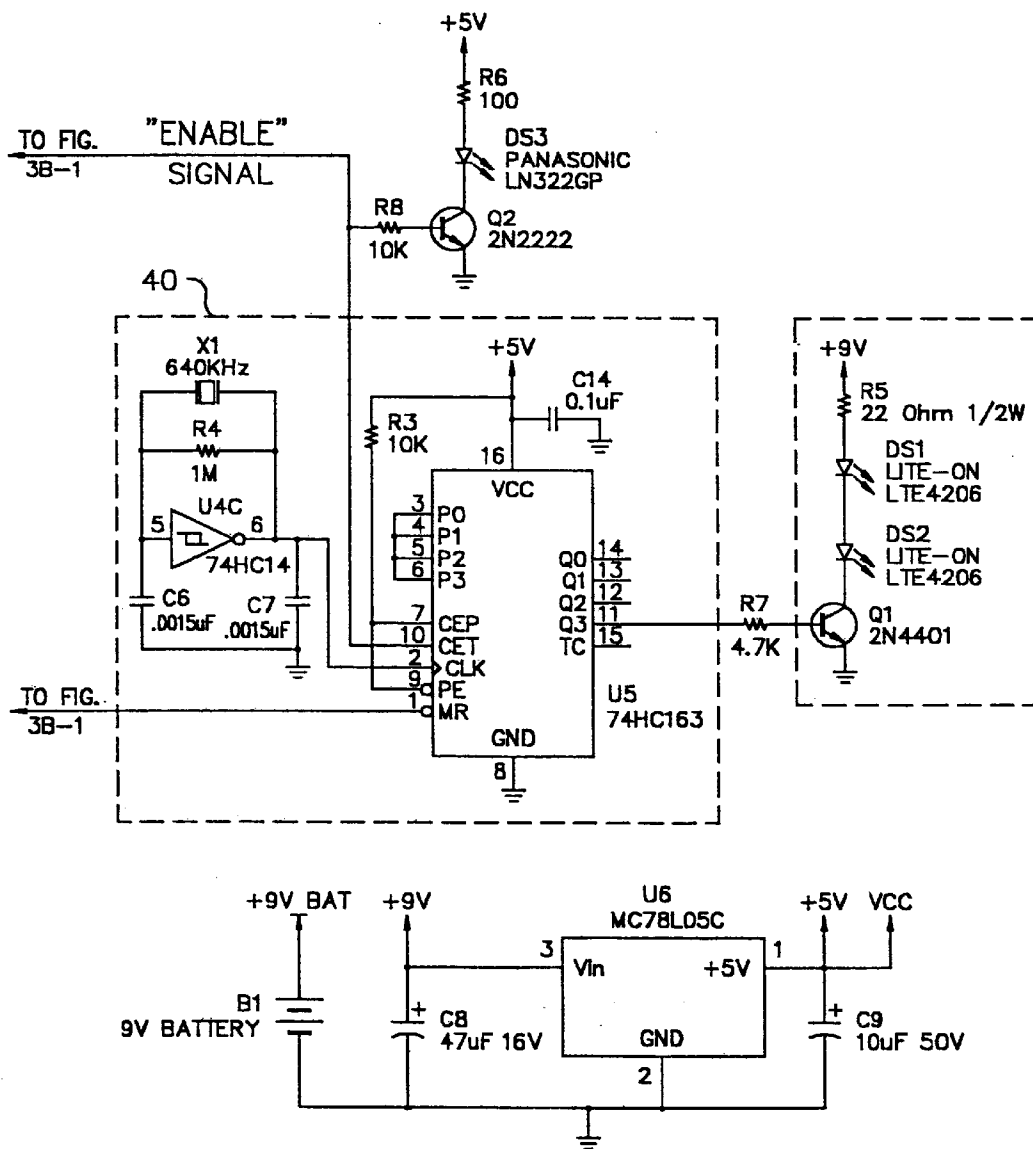 +5V
R6
100
DS3
PANASONIC
LN322GP
TO FIG.
3B-1
"ENABLE"
SIGNAL
R8
10K
Q2
2N2222
40
X1
640KHz
R4
1M
U4C
5
6
74HC14
C6
.0015uF
C7
.0015uF
+5V
C14
0.1uF
R3
10K
16
VCC
3
P0
4
P1
5
P2
6
P3
7
CEP
10
CET
2
CLK
9
PE
1
MR
Q0
14
Q1
13
Q2
12
Q3
11
TC
15
GND
8
U5
74HC163
TO FIG.
3B-1
R7
4.7K
+9V
R5
22 Ohm 1/2W
DS1
LITE-ON
LTE4206
DS2
LITE-ON
LTE4206
Q1
2N4401
+9V BAT
B1
9V BATTERY
+9V
C8
+
47uF 16V
U6
MC78L05C
3
Vin
+5V
1
GND
2
+5V
VCC
+
C9
10uF 50V